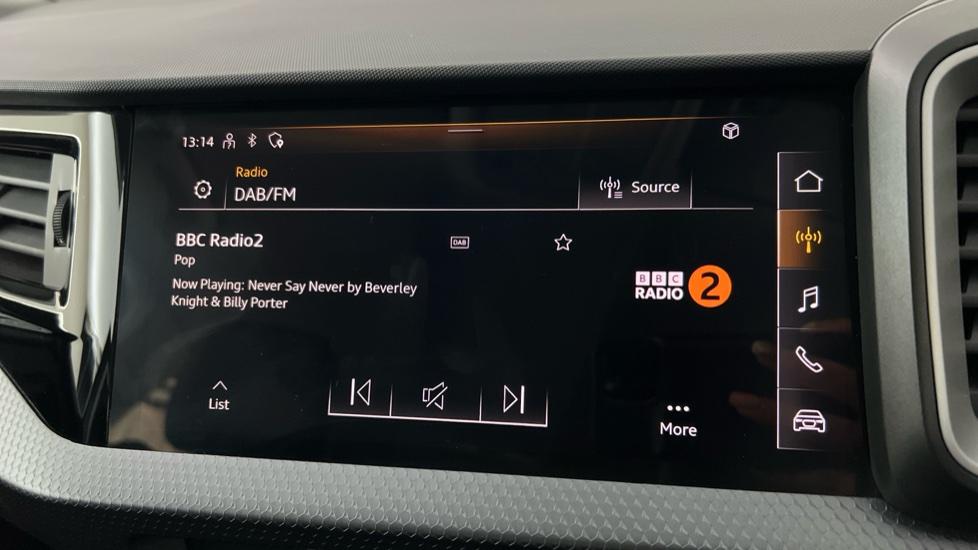 13:14
Radio
DAB/FM
Source
BBC Radio2
DAB
Pop
Now Playing: Never Say Never by Beverley
Knight & Billy Porter
BBC
RADIO 2
List
More